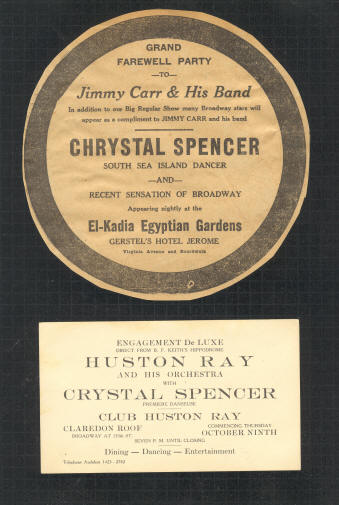 GRAND
FAREWELL PARTY
—TO—
Jimmy Carr & His Band
In addition to our Big Regular Show many Broadway stars will
appear as a compliment to JIMMY CARR and his band
CHRYSTAL SPENCER
SOUTH SEA ISLAND DANCER
—AND—
RECENT SENSATION OF BROADWAY
Appearing nightly at the
El-Kadia Egyptian Gardens
GERSTEL'S HOTEL JEROME
Virginia Avenue and Boardwalk
ENGAGEMENT De LUXE
DIRECT FROM B. F. KEITH'S HIPPODROME
HUSTON RAY
AND HIS ORCHESTRA
WITH
CRYSTAL SPENCER
PREMIERE DANSEUSE
CLUB HUSTON RAY
CLAREDON ROOF
BROADWAY AT
COMMENCING THURSDAY
OCTOBER NINTH
SEVEN P. M. UNTIL CLOSING
Dining — Dancing — Entertainment
Telephone Audubon